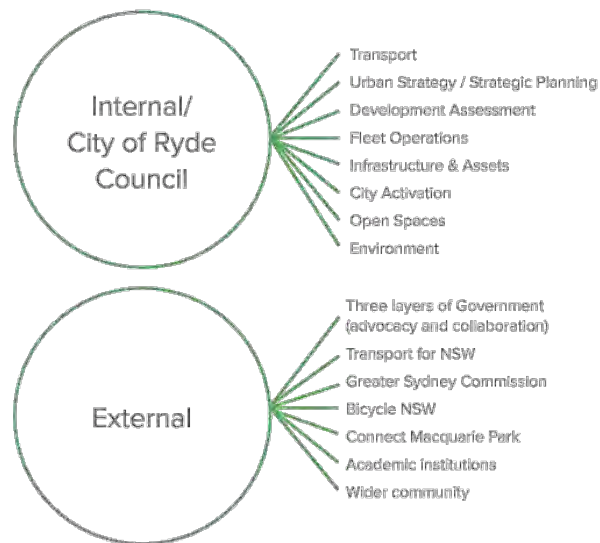 Internal/
City of Ryde
Council
Transport
Urban Strategy / Strategic Planning
Development Assessment
Fleet Operations
Infrastructure & Assets
City Activation
Open Spaces
Environment
External
Three layers of Government
(advocacy and collaboration)
Transport for NSW
Greater Sydney Commission
Bicycle NSW
Connect Macquarie Park
Academic institutions
Wider community